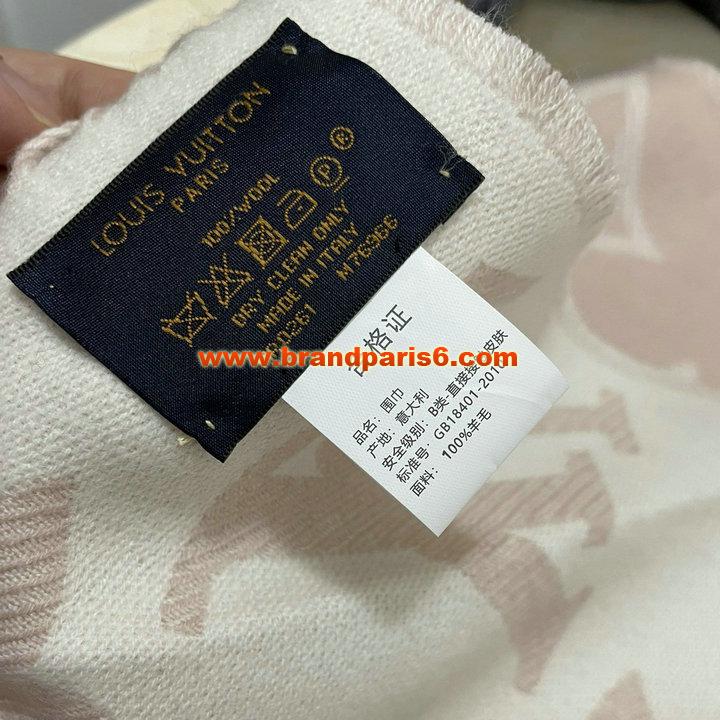 LOUIS VUITTON
PARIS
100%WOOL
P
®
DRY CLEAN ONLY
MADE IN ITALY
M76966
www.brandparis6.com
格证
品名: 围巾
产地: 意大利
安全级别: B类-直接接 皮肤
标准号: GB18401-201
面料: 100%羊毛